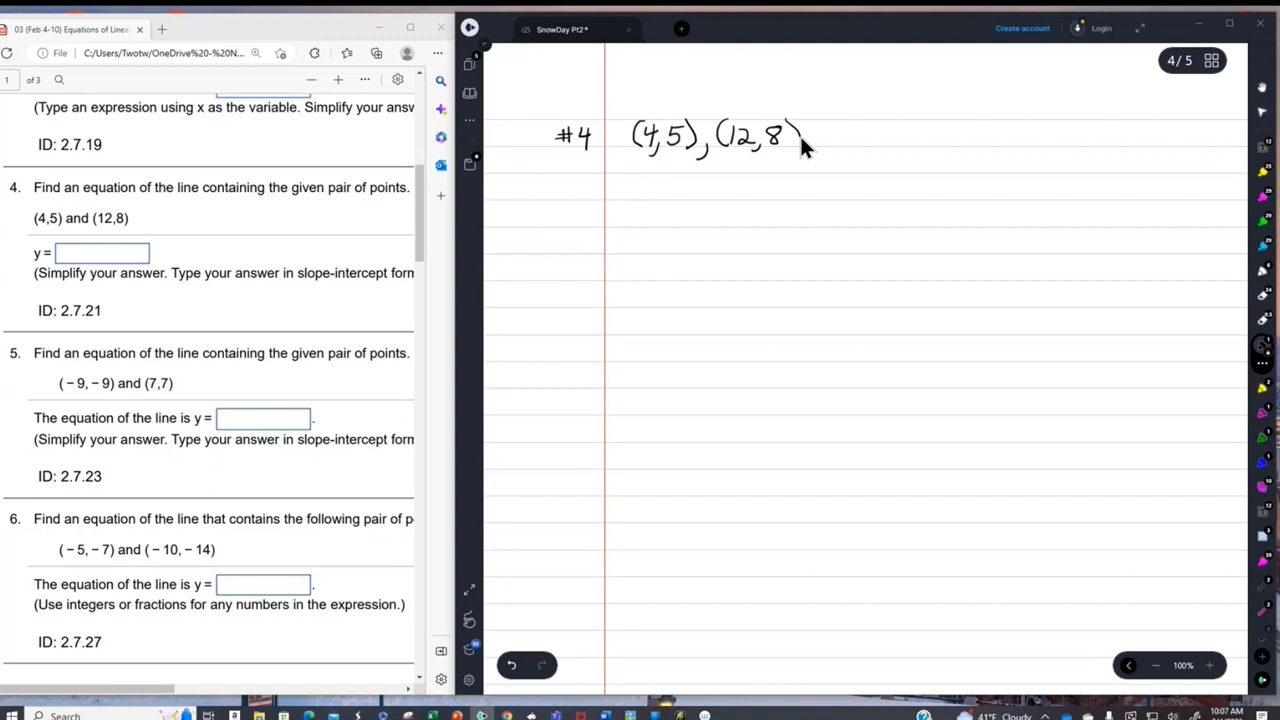 03 (Feb 4-10) Equations of Linea
File
C:/Users/Twotw/OneDrive%20-%20N...
1 of 3
(Type an expression using x as the variable. Simplify your answ
ID: 2.7.19
4. Find an equation of the line containing the given pair of points.
(4,5) and (12,8)
y =
(Simplify your answer. Type your answer in slope-intercept form
ID: 2.7.21
5. Find an equation of the line containing the given pair of points.
( − 9, − 9) and (7,7)
The equation of the line is y = .
(Simplify your answer. Type your answer in slope-intercept form
ID: 2.7.23
6. Find an equation of the line that contains the following pair of p
( − 5, − 7) and ( − 10, − 14)
The equation of the line is y = .
(Use integers or fractions for any numbers in the expression.)
ID: 2.7.27
SnowDay Pt2*
Create account
Login
4 / 5
#4 (4,5), (12,8)
100%
Search
41°F Cloudy
10:07 AM